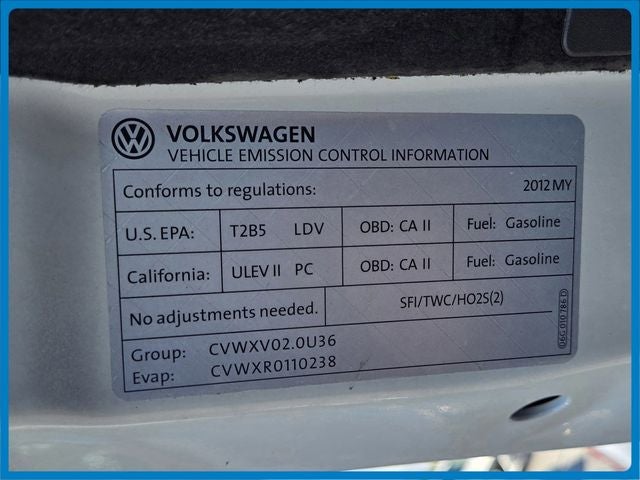 VOLKSWAGEN
VEHICLE EMISSION CONTROL INFORMATION
Conforms to regulations: 2012 MY
U.S. EPA: T2B5 LDV OBD: CA II Fuel: Gasoline
California: ULEV II PC OBD: CA II Fuel: Gasoline
No adjustments needed. SFI/TWC/HO2S(2)
Group: CVWXV02.0U36
Evap: CVWXR0110238
06G 010 786 D